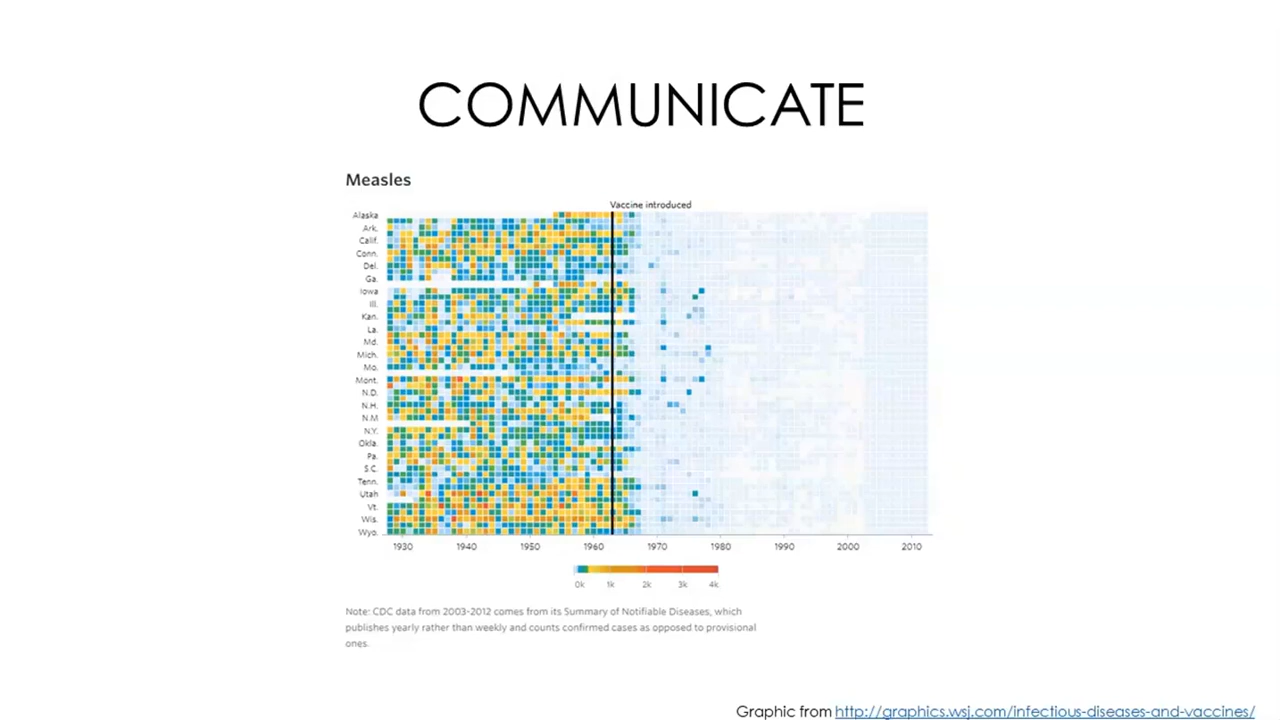 COMMUNICATE
Measles
Vaccine introduced
Alaska
Ark.
Calif.
Conn.
Del.
Ga.
Iowa
Ill.
Kan.
La.
Md.
Mich.
Mo.
Mont.
N.D.
N.H.
N.M
N.Y.
Okla.
Pa.
S.C.
Tenn.
Utah
Vt.
Wis.
Wyo.
1930 1940 1950 1960 1970 1980 1990 2000 2010
0k 1k 2k 3k 4k
Note: CDC data from 2003-2012 comes from its Summary of Notifiable Diseases, which
publishes yearly rather than weekly and counts confirmed cases as opposed to provisional
ones.
Graphic from http://graphics.wsj.com/infectious-diseases-and-vaccines/